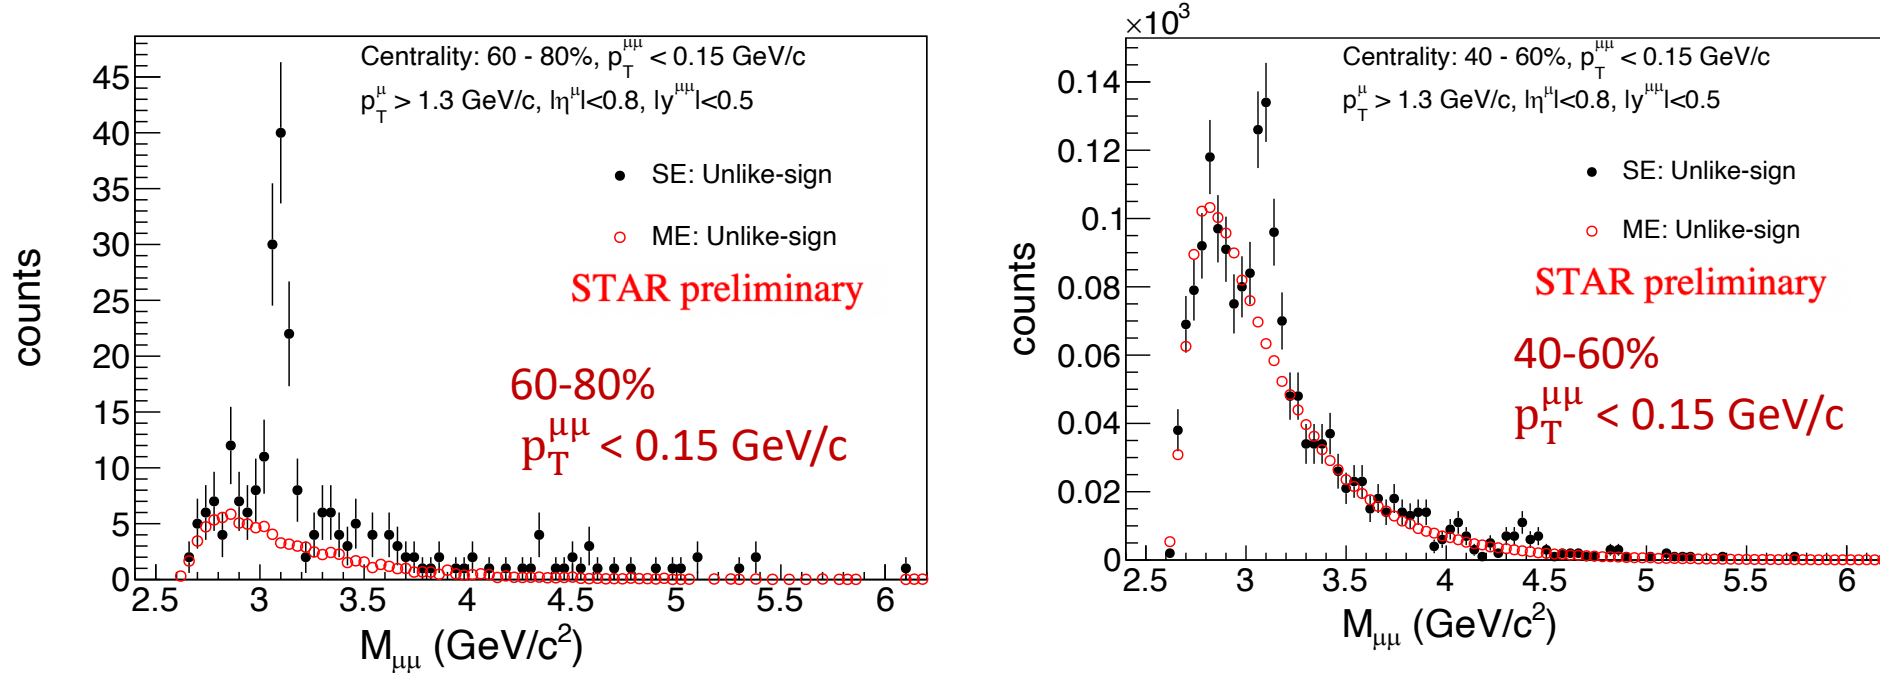 Centrality: 60 - 80%, p_T^μμ < 0.15 GeV/c
p_T^μ > 1.3 GeV/c, |η^μ|<0.8, |y^μμ|<0.5
SE: Unlike-sign
ME: Unlike-sign
STAR preliminary
60-80%
p_T^μμ < 0.15 GeV/c
counts
45
40
35
30
25
20
15
10
5
0
2.5 3 3.5 4 4.5 5 5.5 6
M_μμ (GeV/c²)
×10³
Centrality: 40 - 60%, p_T^μμ < 0.15 GeV/c
p_T^μ > 1.3 GeV/c, |η^μ|<0.8, |y^μμ|<0.5
SE: Unlike-sign
ME: Unlike-sign
STAR preliminary
40-60%
p_T^μμ < 0.15 GeV/c
counts
0.14
0.12
0.1
0.08
0.06
0.04
0.02
0
2.5 3 3.5 4 4.5 5 5.5 6
M_μμ (GeV/c²)